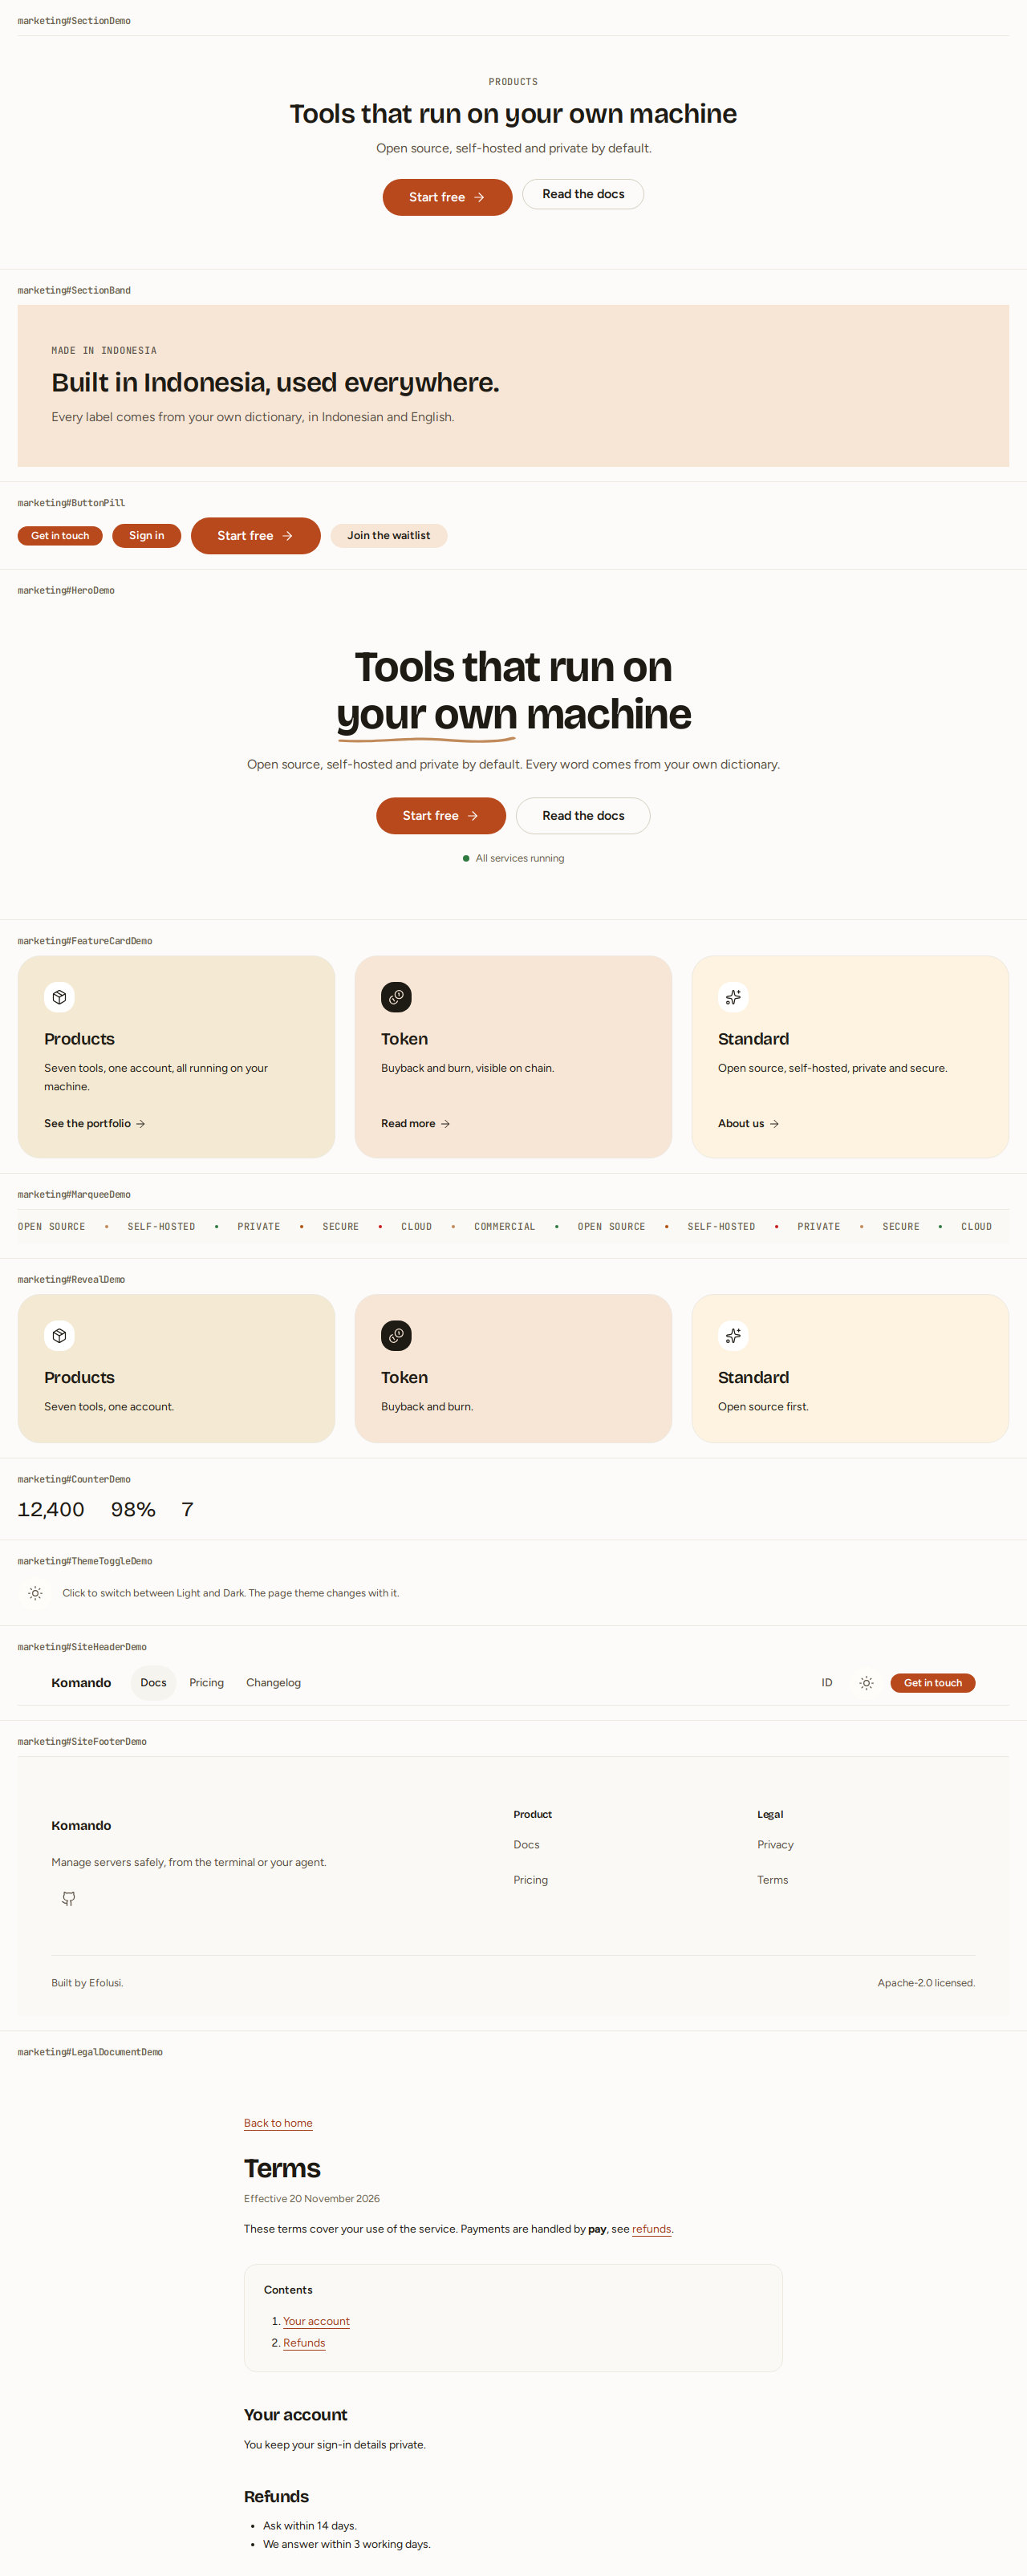 marketing#SectionDemo
PRODUCTS
Tools that run on your own machine
Open source, self-hosted and private by default.
Start free → Read the docs
marketing#SectionBand
MADE IN INDONESIA
Built in Indonesia, used everywhere.
Every label comes from your own dictionary, in Indonesian and English.
marketing#ButtonPill
Get in touch Sign in Start free → Join the waitlist
marketing#HeroDemo
Tools that run on
your own machine
Open source, self-hosted and private by default. Every word comes from your own dictionary.
Start free → Read the docs
All services running
marketing#FeatureCardDemo
Products
Seven tools, one account, all running on your
machine.
See the portfolio →
Token
Buyback and burn, visible on chain.
Read more →
Standard
Open source, self-hosted, private and secure.
About us →
marketing#MarqueeDemo
OPEN SOURCE • SELF-HOSTED • PRIVATE • SECURE • CLOUD • COMMERCIAL • OPEN SOURCE • SELF-HOSTED • PRIVATE • SECURE • CLOUD
marketing#RevealDemo
Products
Seven tools, one account.
Token
Buyback and burn.
Standard
Open source first.
marketing#CounterDemo
12,400 98% 7
marketing#ThemeToggleDemo
Click to switch between Light and Dark. The page theme changes with it.
marketing#SiteHeaderDemo
Komando Docs Pricing Changelog ID Get in touch
marketing#SiteFooterDemo
Komando
Manage servers safely, from the terminal or your agent.
Product
Docs
Pricing
Legal
Privacy
Terms
Built by Efolusi. Apache-2.0 licensed.
marketing#LegalDocumentDemo
Back to home
Terms
Effective 20 November 2026
These terms cover your use of the service. Payments are handled by pay, see refunds.
Contents
1. Your account
2. Refunds
Your account
You keep your sign-in details private.
Refunds
• Ask within 14 days.
• We answer within 3 working days.